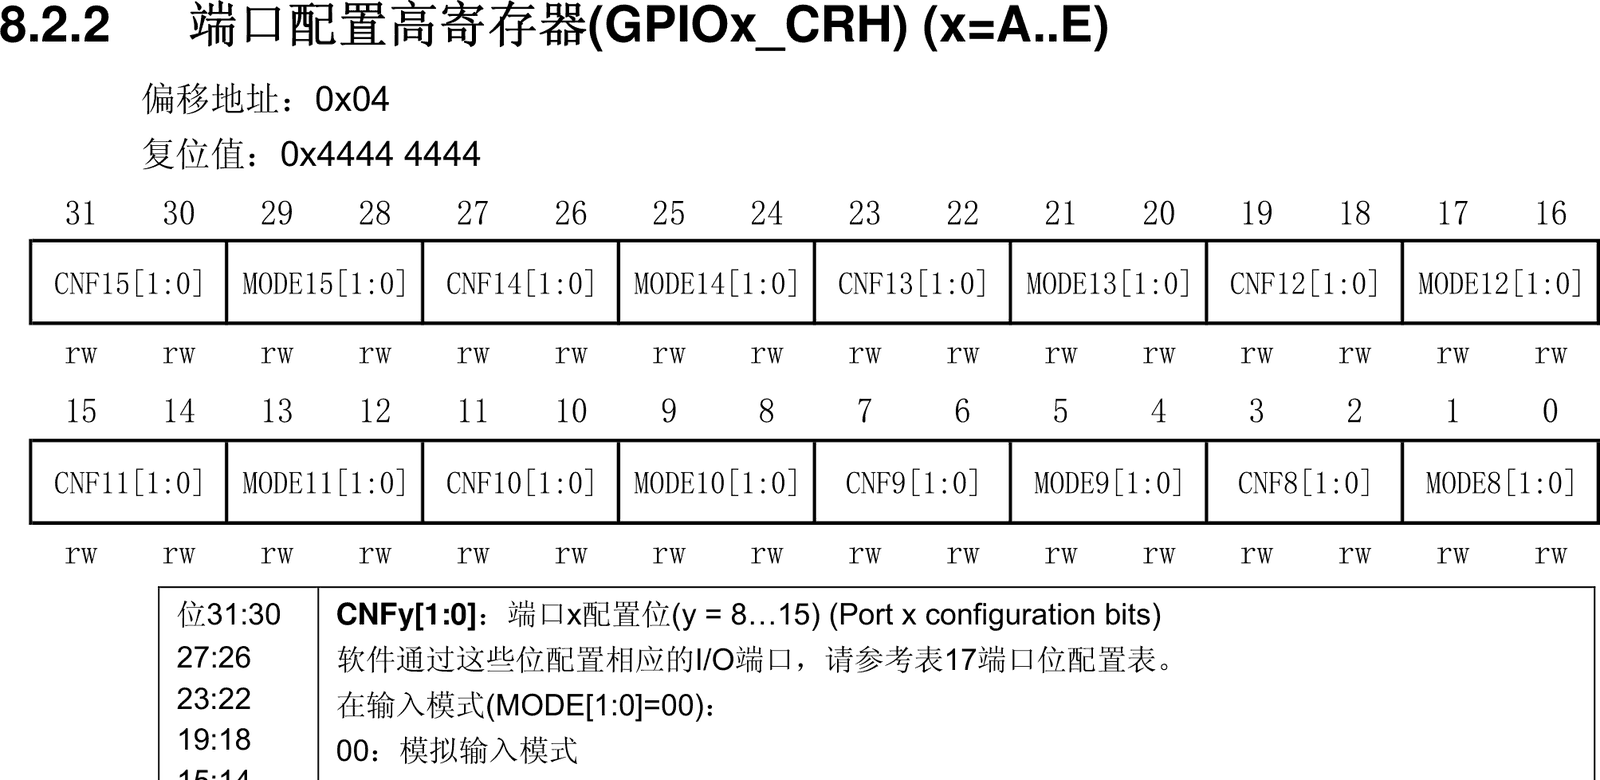 8.2.2 端口配置高寄存器(GPIOx_CRH) (x=A..E)
偏移地址：0x04
复位值：0x4444 4444
31 30 29 28 27 26 25 24 23 22 21 20 19 18 17 16
CNF15[1:0] MODE15[1:0] CNF14[1:0] MODE14[1:0] CNF13[1:0] MODE13[1:0] CNF12[1:0] MODE12[1:0]
rw rw rw rw rw rw rw rw rw rw rw rw rw rw rw rw
15 14 13 12 11 10 9 8 7 6 5 4 3 2 1 0
CNF11[1:0] MODE11[1:0] CNF10[1:0] MODE10[1:0] CNF9[1:0] MODE9[1:0] CNF8[1:0] MODE8[1:0]
rw rw rw rw rw rw rw rw rw rw rw rw rw rw rw rw
位31:30
27:26
23:22
19:18
15:14
CNFy[1:0]：端口x配置位(y = 8…15) (Port x configuration bits)
软件通过这些位配置相应的I/O端口，请参考表17端口位配置表。
在输入模式(MODE[1:0]=00)：
00：模拟输入模式